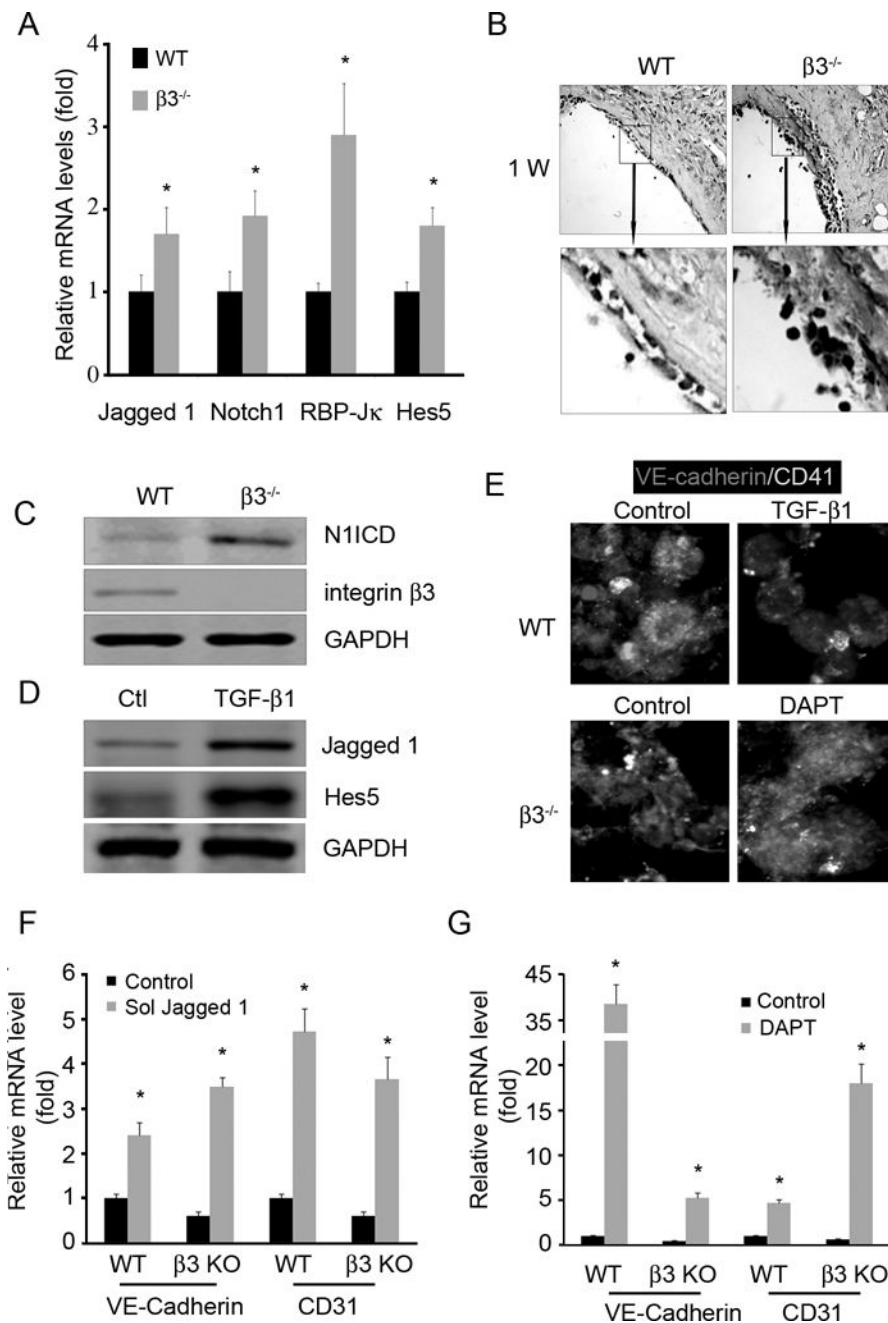 A
Relative mRNA levels (fold)
4
3
2
1
0
WT
β3-/-
*
*
*
*
Jagged 1 Notch1 RBP-Jκ Hes5
B
WT β3-/-
1 W
C
WT β3-/-
N1ICD
integrin β3
GAPDH
D
Ctl TGF-β1
Jagged 1
Hes5
GAPDH
E
VE-cadherin/CD41
Control TGF-β1
WT
Control DAPT
β3-/-
F
Relative mRNA level
(fold)
6
5
4
3
2
1
0
Control
Sol Jagged 1
*
*
*
*
WT β3 KO WT β3 KO
VE-Cadherin CD31
G
Relative mRNA level
(fold)
45
35
20
15
10
5
0
Control
DAPT
*
*
*
*
WT β3 KO WT β3 KO
VE-Cadherin CD31